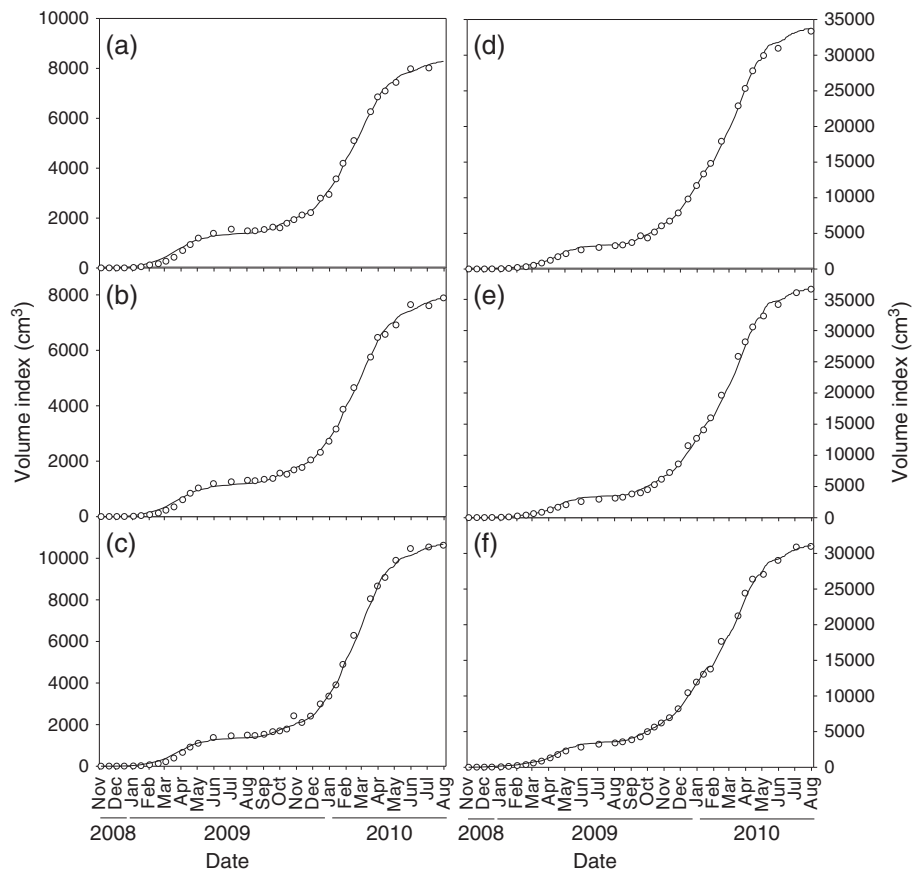 (a)
10000
8000
6000
4000
2000
0
(d)
35000
30000
25000
20000
15000
10000
5000
0
(b)
8000
6000
4000
2000
0
(e)
35000
30000
25000
20000
15000
10000
5000
0
(c)
10000
8000
6000
4000
2000
0
(f)
30000
25000
20000
15000
10000
5000
0
Volume index (cm³)
Volume index (cm³)
Nov Dec Jan Feb Mar Apr May Jun Jul Aug Sep Oct Nov Dec Jan Feb Mar Apr May Jun Jul Aug
2008 2009 2010
Date
Nov Dec Jan Feb Mar Apr May Jun Jul Aug Sep Oct Nov Dec Jan Feb Mar Apr May Jun Jul Aug
2008 2009 2010
Date